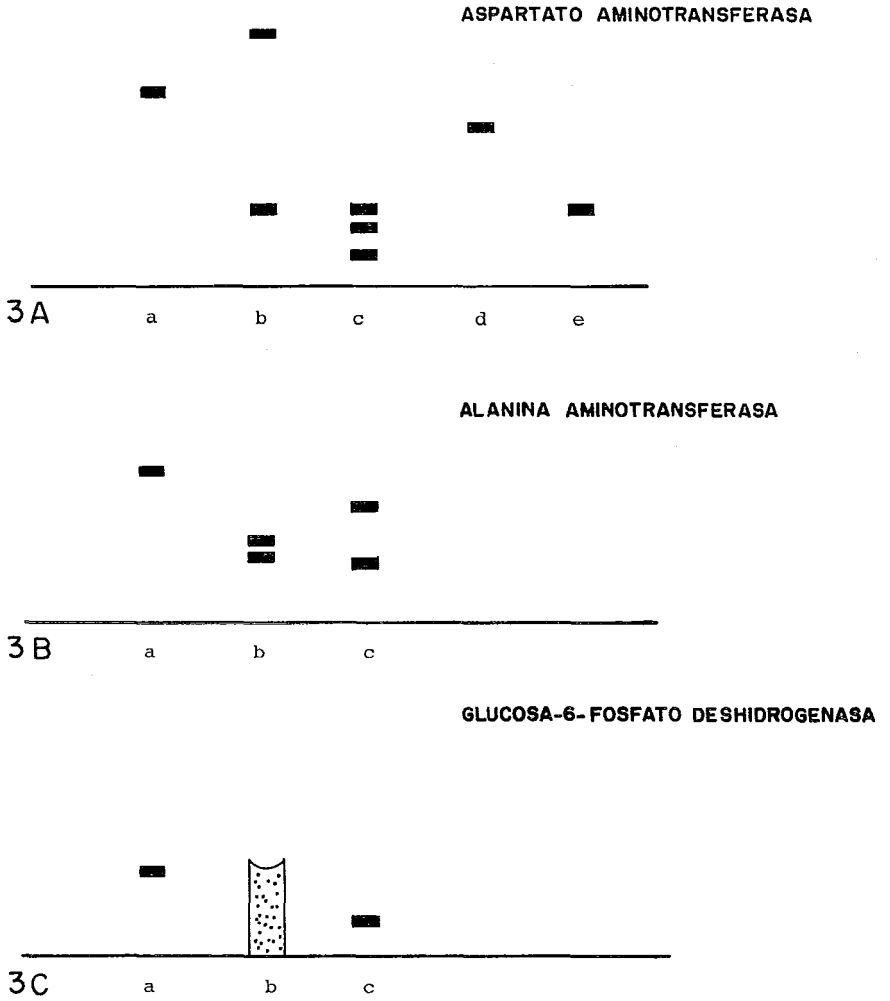 ASPARTATO AMINOTRANSFERASA
3A a b c d e
ALANINA AMINOTRANSFERASA
3B a b c
GLUCOSA-6-FOSFATO DESHIDROGENASA
3C a b c